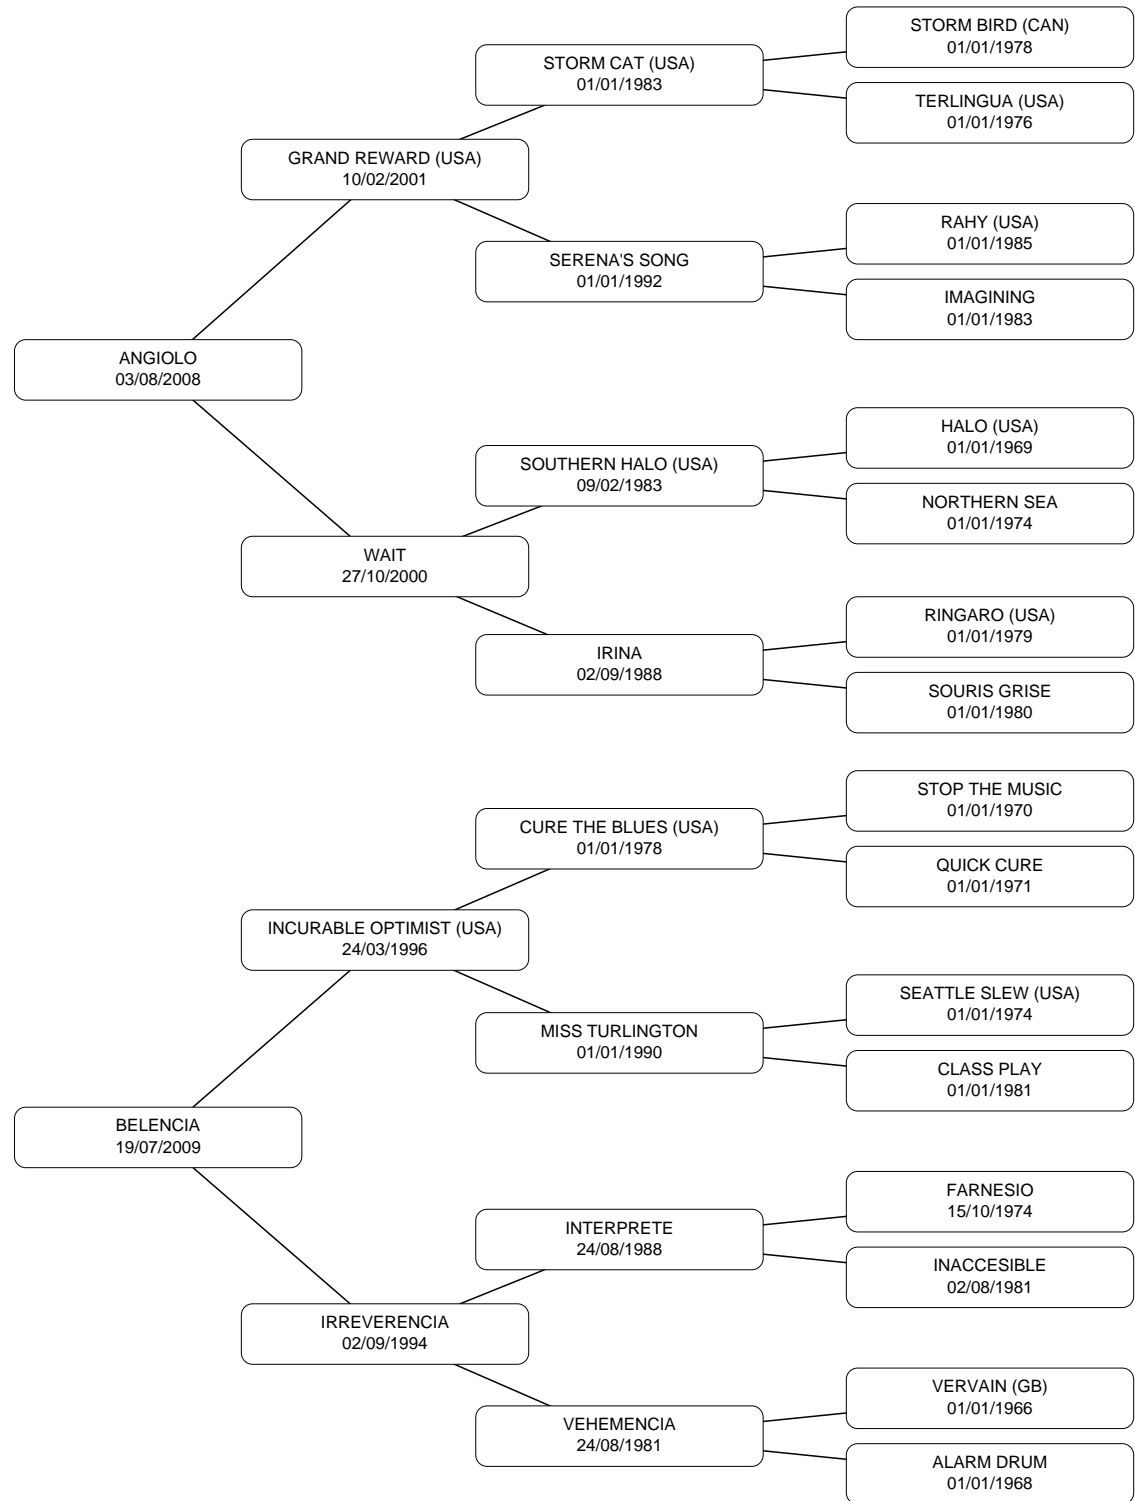 STORM BIRD (CAN)
01/01/1978
STORM CAT (USA)
01/01/1983
TERLINGUA (USA)
01/01/1976
GRAND REWARD (USA)
10/02/2001
RAHY (USA)
01/01/1985
SERENA'S SONG
01/01/1992
IMAGINING
01/01/1983
ANGIOLO
03/08/2008
HALO (USA)
01/01/1969
SOUTHERN HALO (USA)
09/02/1983
NORTHERN SEA
01/01/1974
WAIT
27/10/2000
RINGARO (USA)
01/01/1979
IRINA
02/09/1988
SOURIS GRISE
01/01/1980
STOP THE MUSIC
01/01/1970
CURE THE BLUES (USA)
01/01/1978
QUICK CURE
01/01/1971
INCURABLE OPTIMIST (USA)
24/03/1996
SEATTLE SLEW (USA)
01/01/1974
MISS TURLINGTON
01/01/1990
CLASS PLAY
01/01/1981
BELENCIA
19/07/2009
FARNESIO
15/10/1974
INTERPRETE
24/08/1988
INACCESIBLE
02/08/1981
IRREVERENCIA
02/09/1994
VERVAIN (GB)
01/01/1966
VEHEMENCIA
24/08/1981
ALARM DRUM
01/01/1968